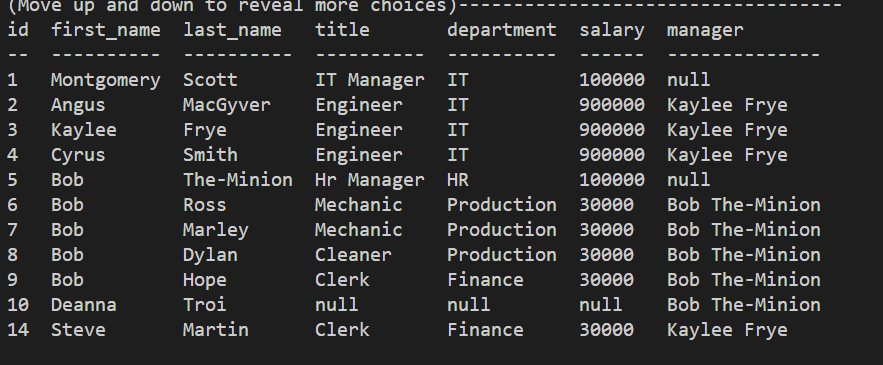 (Move up and down to reveal more choices)-----------------------------------
id  first_name  last_name   title       department  salary  manager
--  ----------  ----------  ----------  ----------  ------  --------------
1   Montgomery  Scott       IT Manager  IT          100000  null
2   Angus       MacGyver    Engineer    IT          900000  Kaylee Frye
3   Kaylee      Frye        Engineer    IT          900000  Kaylee Frye
4   Cyrus       Smith       Engineer    IT          900000  Kaylee Frye
5   Bob         The-Minion  Hr Manager  HR          100000  null
6   Bob         Ross        Mechanic    Production  30000   Bob The-Minion
7   Bob         Marley      Mechanic    Production  30000   Bob The-Minion
8   Bob         Dylan       Cleaner     Production  30000   Bob The-Minion
9   Bob         Hope        Clerk       Finance     30000   Bob The-Minion
10  Deanna      Troi        null        null        null    Bob The-Minion
14  Steve       Martin      Clerk       Finance     30000   Kaylee Frye